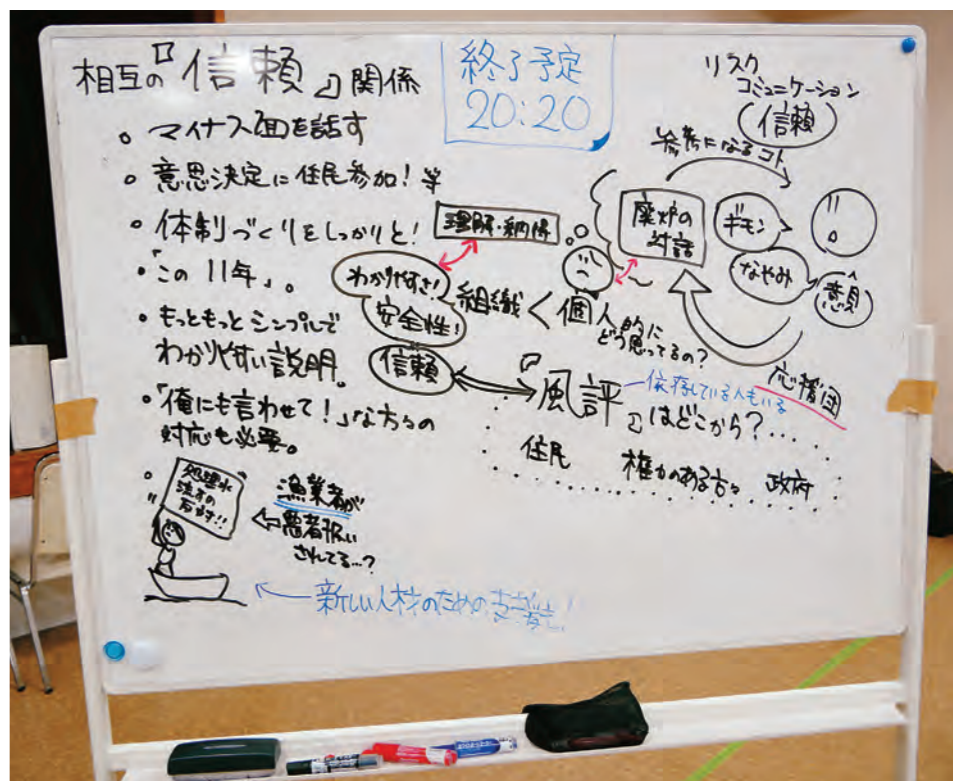 相互の『信頼』関係
。マイナス面を話す
。意思決定に住民参加！等
。体制づくりをしっかりと！
。「この11年」。
。もっともっとシンプルで
わかりやすい説明。
。「俺にも言わせて！」な方々の
対応も必要。
処理水
流すの
反対!!
漁業者が
悪者扱い
されてる…？
新しい人材のための
終了予定
20:20
リスク
コミュニケーション
信頼
参考になるコト
廃炉の
対話
ギモン
なやみ
意見
応援団
理解・納得
わかりやすさ！
安全性！
信頼
組織
個人的に
どう思ってるの？
『風評』はどこから？....
依存している人もいる
住民 権力のある方々 政府